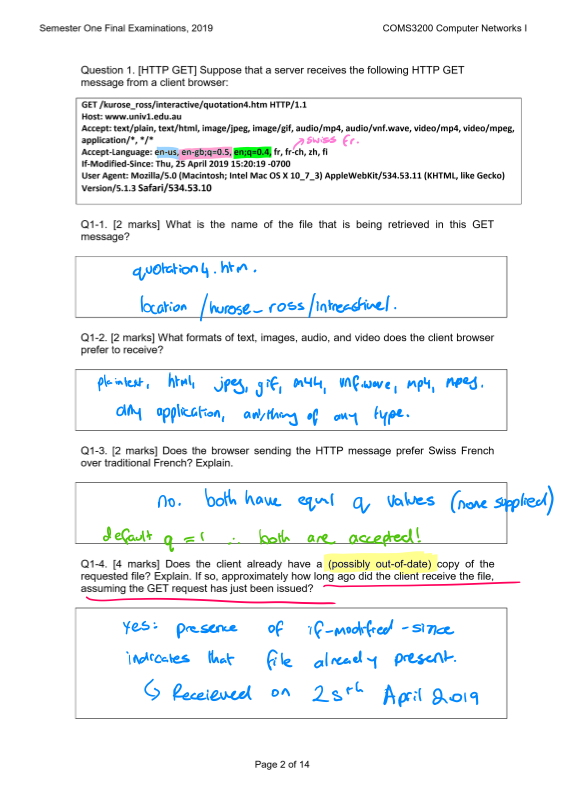 Semester One Final Examinations, 2019 COMS3200 Computer Networks I
Question 1. [HTTP GET] Suppose that a server receives the following HTTP GET
message from a client browser:
GET /kurose_ross/interactive/quotation4.htm HTTP/1.1
Host: www.univ1.edu.au
Accept: text/plain, text/html, image/jpeg, image/gif, audio/mp4, audio/vnf.wave, video/mp4, video/mpeg,
application/*, */*
swiss fr.
Accept-Language: en-us, en-gb;q=0.5, en;q=0.4, fr, fr-ch, zh, fi
If-Modified-Since: Thu, 25 April 2019 15:20:19 -0700
User Agent: Mozilla/5.0 (Macintosh; Intel Mac OS X 10_7_3) AppleWebKit/534.53.11 (KHTML, like Gecko)
Version/5.1.3 Safari/534.53.10
Q1-1. [2 marks] What is the name of the file that is being retrieved in this GET
message?
quotation4.htm.
location /kurose_ross/
Q1-2. [2 marks] What formats of text, images, audio, and video does the client browser
prefer to receive?
plaintext, html, jpeg, gif, vnf.wave, mp4, mpeg.
any application, anything of any type.
Q1-3. [2 marks] Does the browser sending the HTTP message prefer Swiss French
over traditional French? Explain.
no. both have equal q values (none supplied)
default q = 1 ∴ both are accepted!
Q1-4. [4 marks] Does the client already have a (possibly out-of-date) copy of the
requested file? Explain. If so, approximately how long ago did the client receive the file,
assuming the GET request has just been issued?
Yes: presence of if-modified-since
indicates that file already present.
↳ Receieved on 25th April 2019
Page 2 of 14